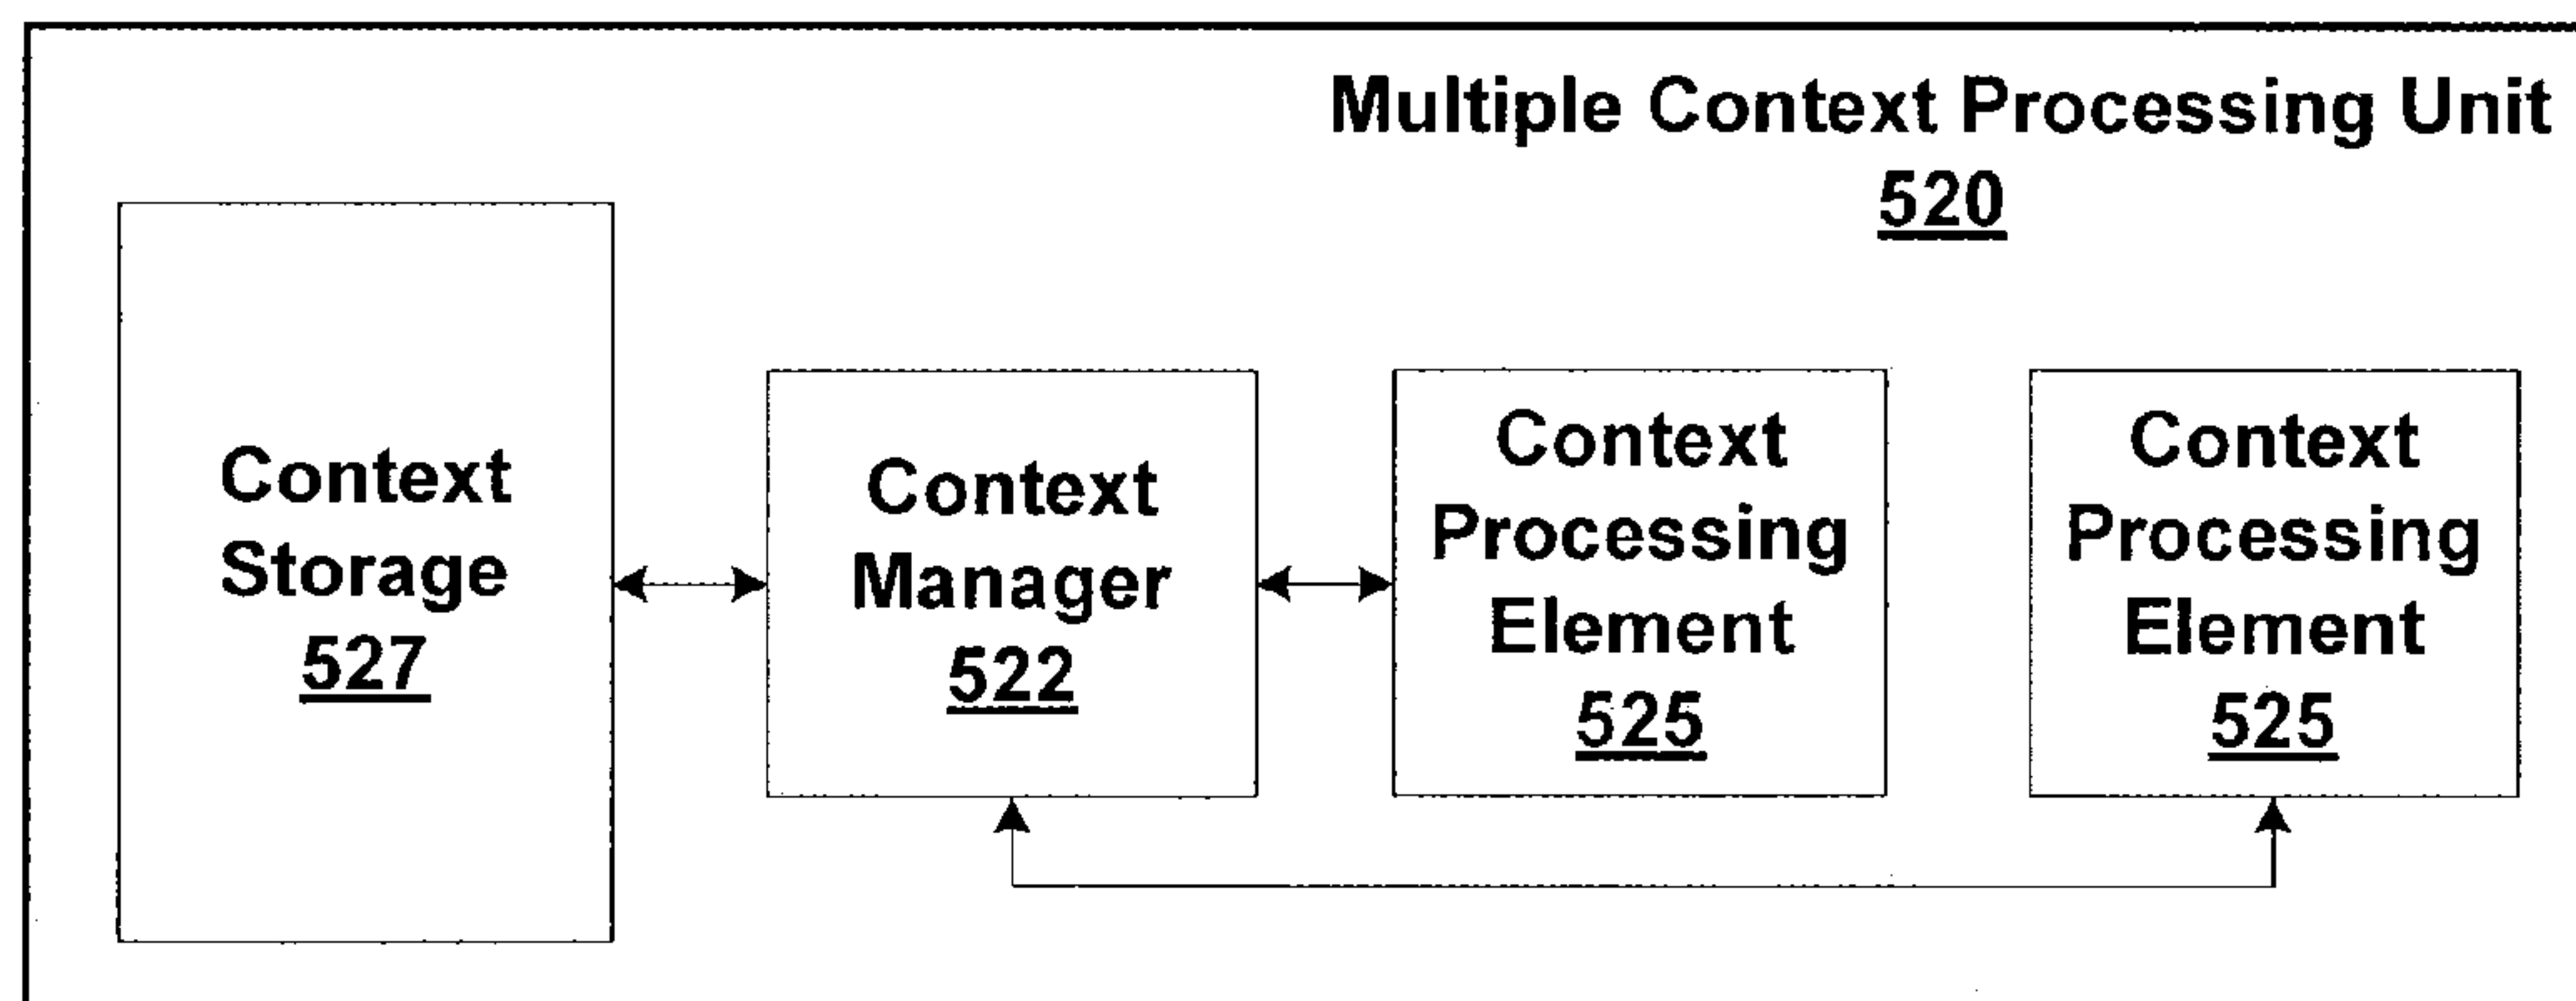 Multiple Context Processing Unit
520
Context
Storage
527
Context
Manager
522
Context
Processing
Element
525
Context
Processing
Element
525